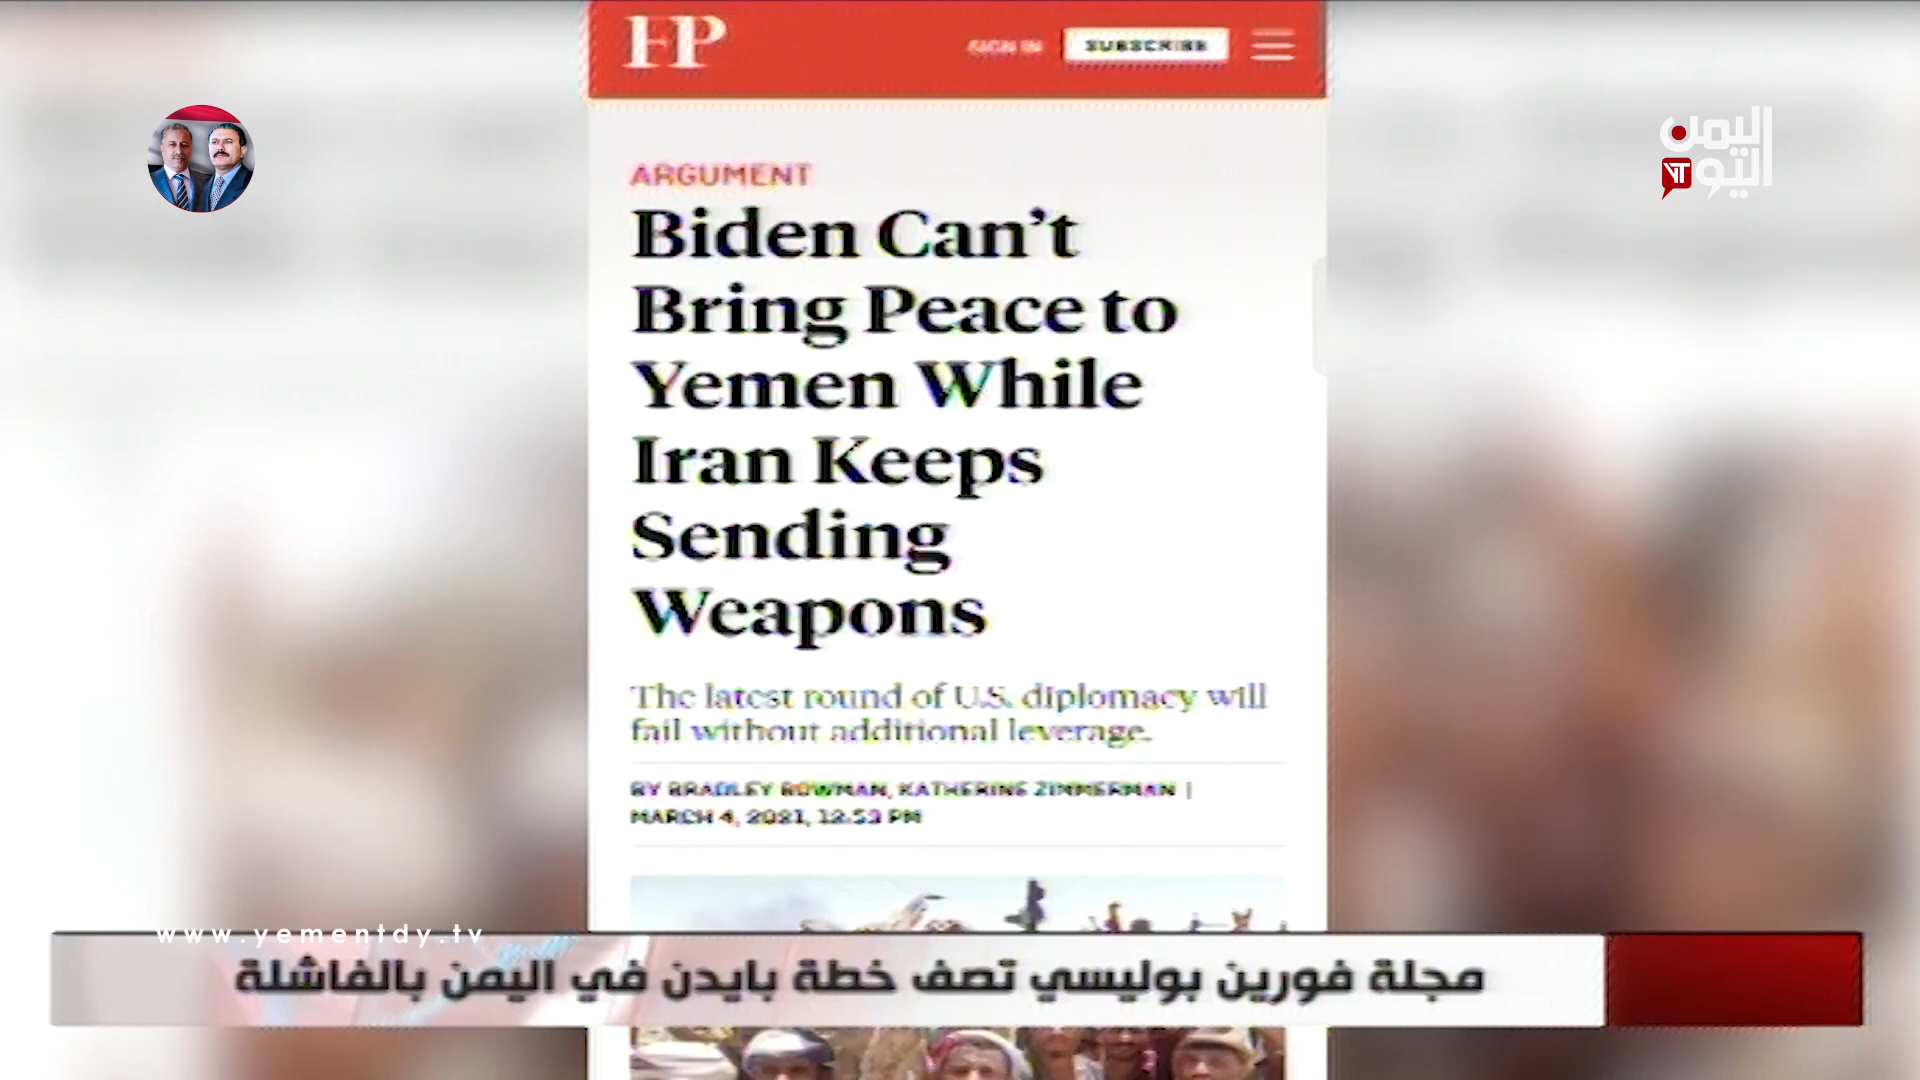 FP
SIGN IN
SUBSCRIBE
اليمن
اليوم
YT
ARGUMENT
Biden Can't
Bring Peace to
Yemen While
Iran Keeps
Sending
Weapons
The latest round of U.S. diplomacy will
fail without additional leverage.
BY BRADLEY BOWMAN, KATHERINE ZIMMERMAN |
MARCH 4, 2021, 12:53 PM
www.yementdy.tv
مجلة فورين بوليسي تصف خطة بايدن في اليمن بالفاشلة